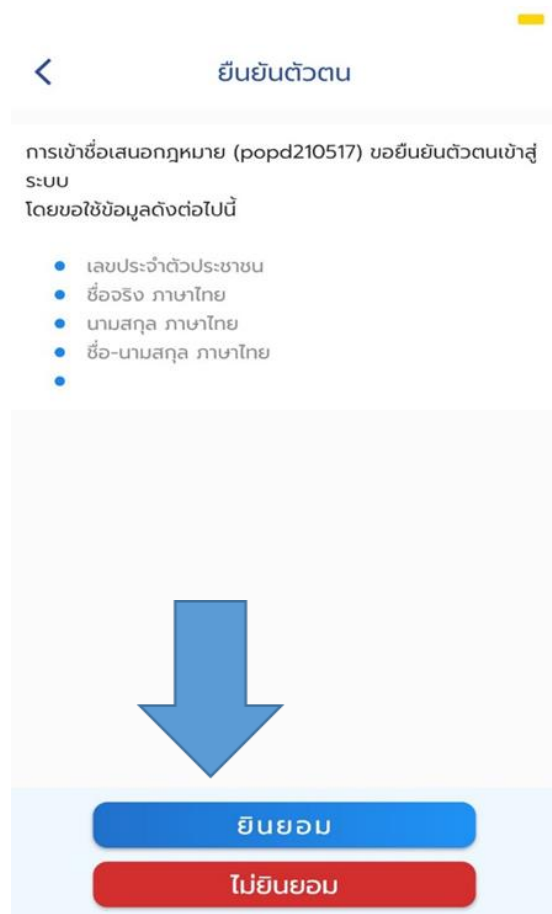 ยืนยันตัวตน
การเข้าชื่อเสนอกฎหมาย (popd210517) ขอยืนยันตัวตนเข้าสู่
ระบบ
โดยขอใช้ข้อมูลดังต่อไปนี้
เลขประจำตัวประชาชน
ชื่อจริง ภาษาไทย
นามสกุล ภาษาไทย
ชื่อ-นามสกุล ภาษาไทย
ยินยอม
ไม่ยินยอม